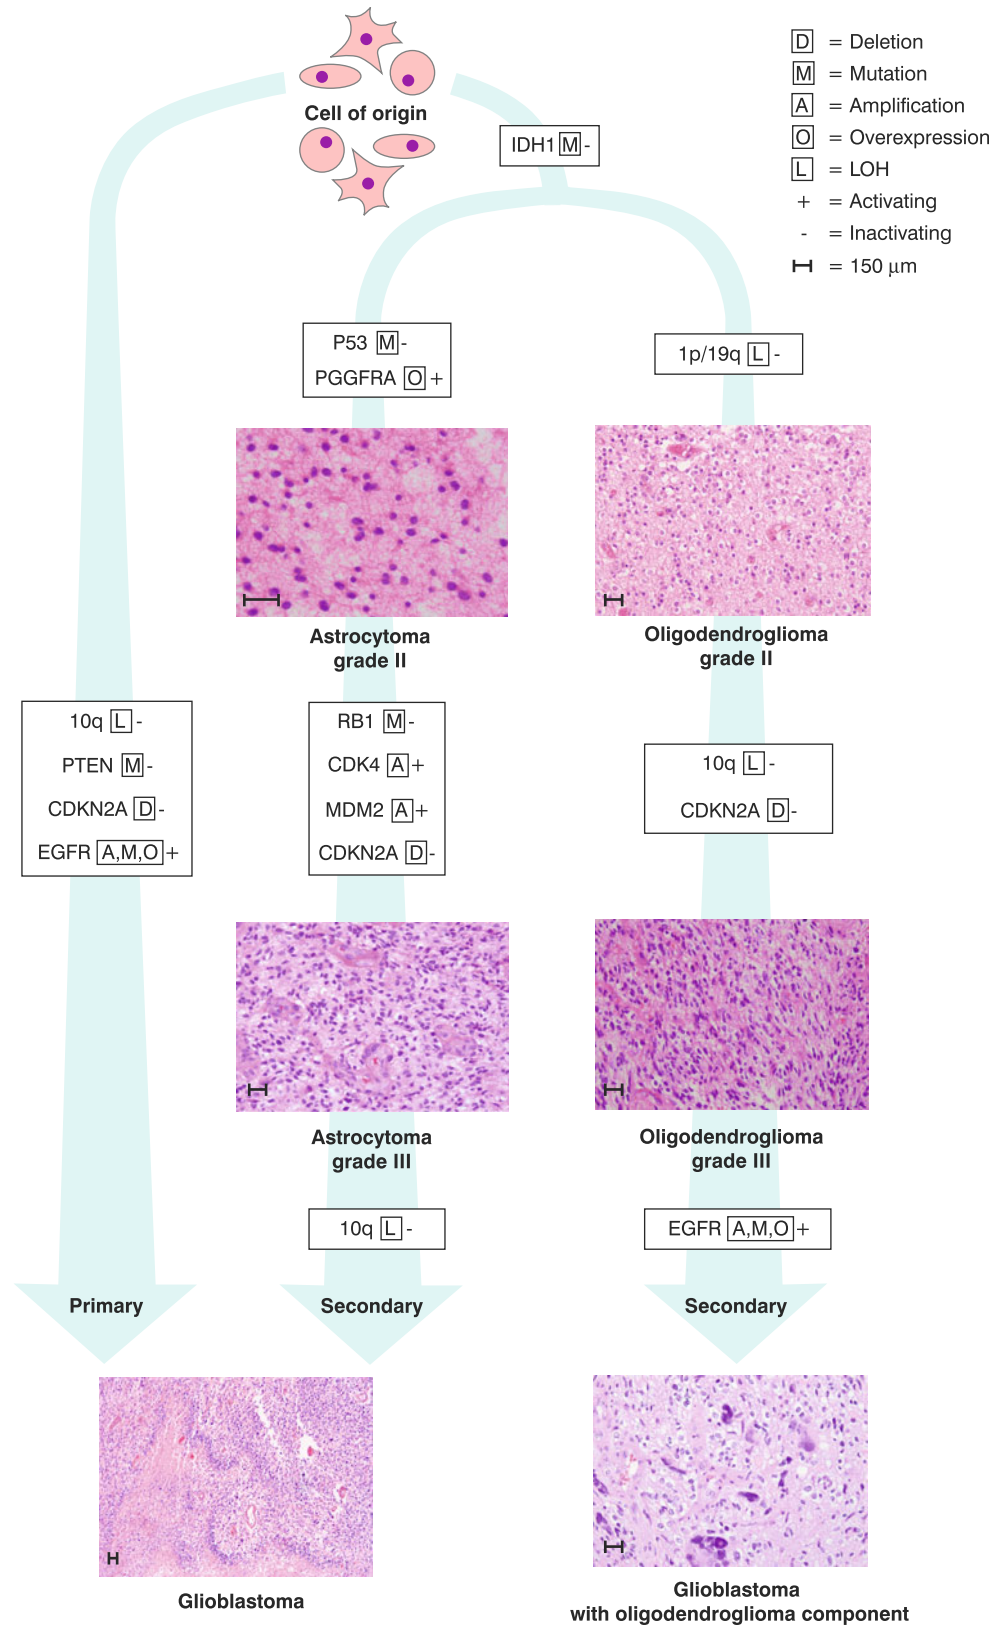 Cell of origin
D = Deletion
M = Mutation
A = Amplification
O = Overexpression
L = LOH
+ = Activating
- = Inactivating
= 150 μm
IDH1 M -
P53 M -
PGGFRA O +
1p/19q L -
Astrocytoma
grade II
Oligodendroglioma
grade II
10q L -
PTEN M -
CDKN2A D -
EGFR A,M,O +
RB1 M -
CDK4 A +
MDM2 A +
CDKN2A D -
10q L -
CDKN2A D -
Astrocytoma
grade III
Oligodendroglioma
grade III
10q L -
EGFR A,M,O +
Primary
Secondary
Secondary
Glioblastoma
Glioblastoma
with oligodendroglioma component